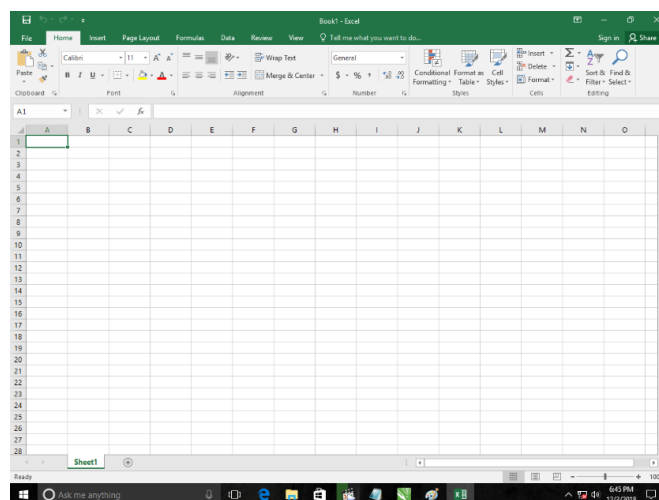 Book1 - Excel
File Home Insert Page Layout Formulas Data Review View Tell me what you want to do... Sign in Share
Calibri 11 A A Wrap Text General Insert
Paste B I U A Merge & Center $ % Conditional Format as Cell Delete Sort & Find &
Formatting Table Styles Format Filter Select
Clipboard Font Alignment Number Styles Cells Editing
A1 fx
A B C D E F G H I J K L M N O
1
2
3
4
5
6
7
8
9
10
11
12
13
14
15
16
17
18
19
20
21
22
23
24
25
26
27
28
Sheet1
Ready 100
Ask me anything 6:45 PM